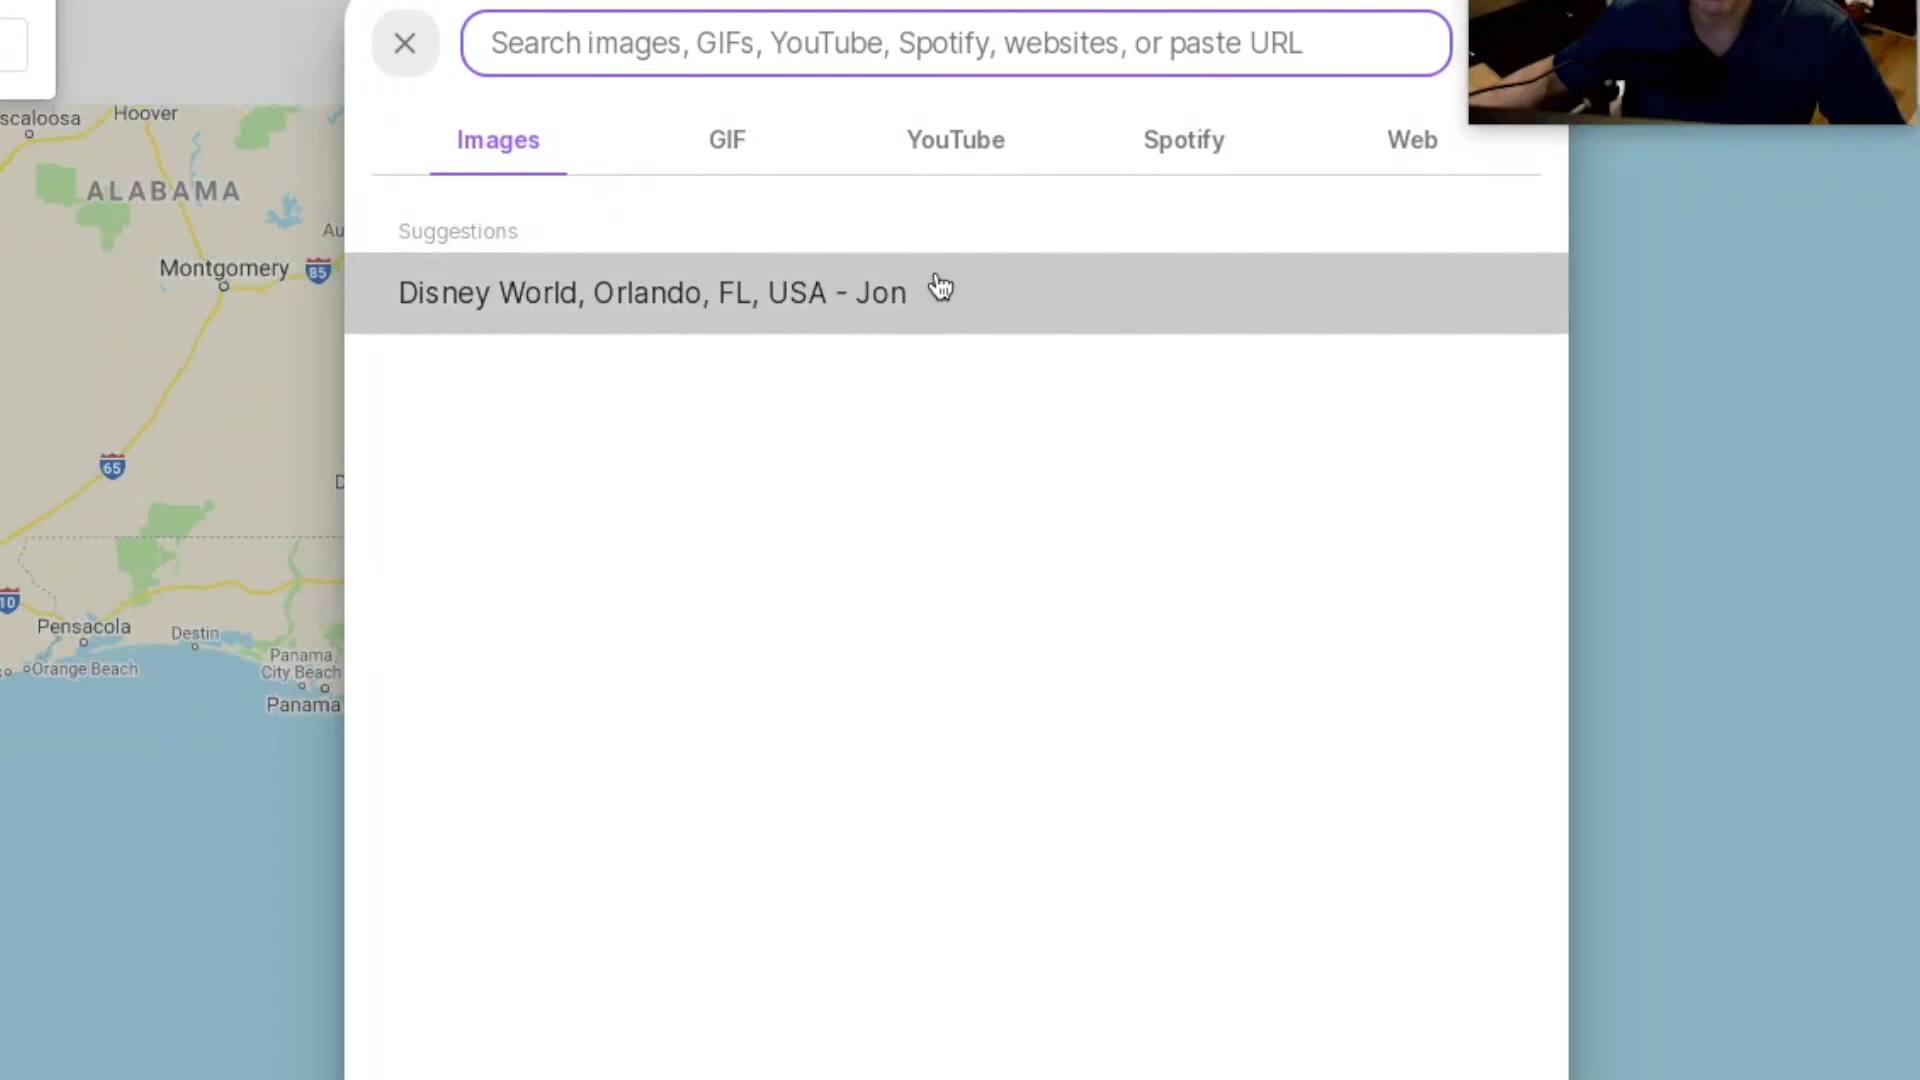 Search images, GIFs, YouTube, Spotify, websites, or paste URL
Images
GIF
YouTube
Spotify
Web
Suggestions
Disney World, Orlando, FL, USA - Jon
scaloosa
Hoover
ALABAMA
Au
Montgomery
85
65
D
10
Pensacola
Destin
Orange Beach
Panama
City Beach
Panama